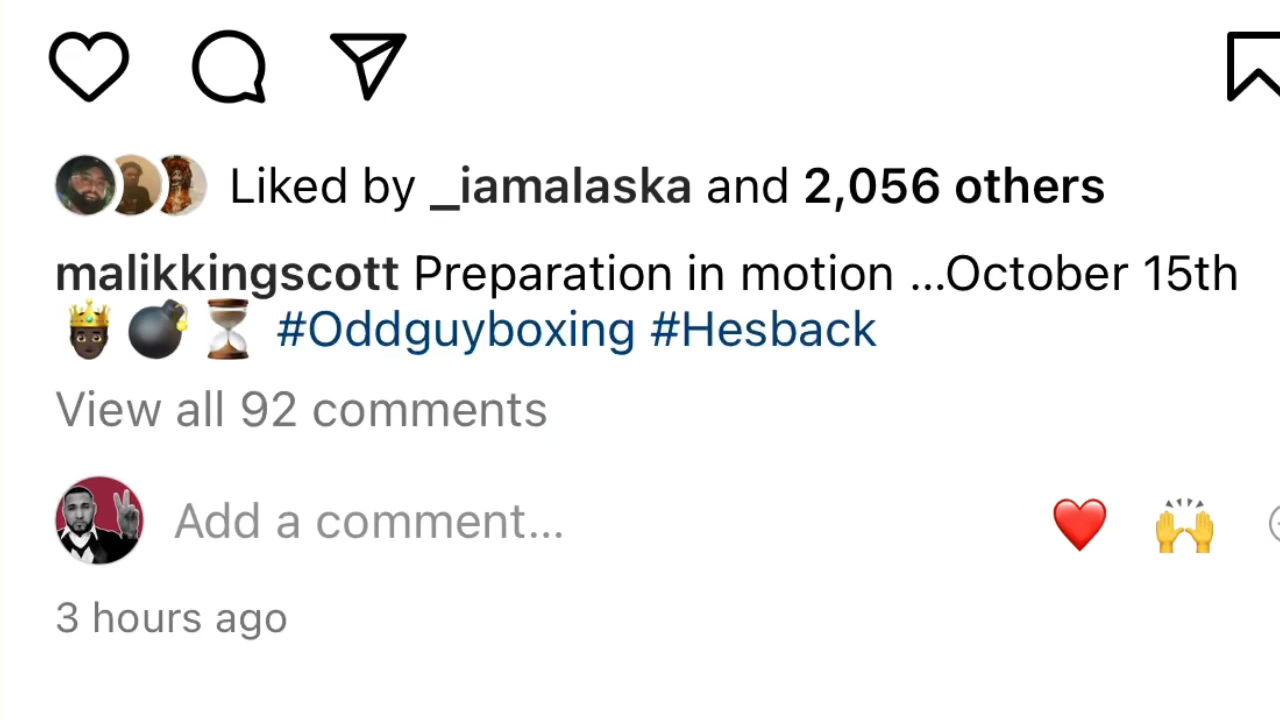 Liked by _iamalaska and 2,056 others
malikkingscott Preparation in motion ...October 15th
🤴🏿💣⏳ #Oddguyboxing #Hesback
View all 92 comments
Add a comment...
3 hours ago